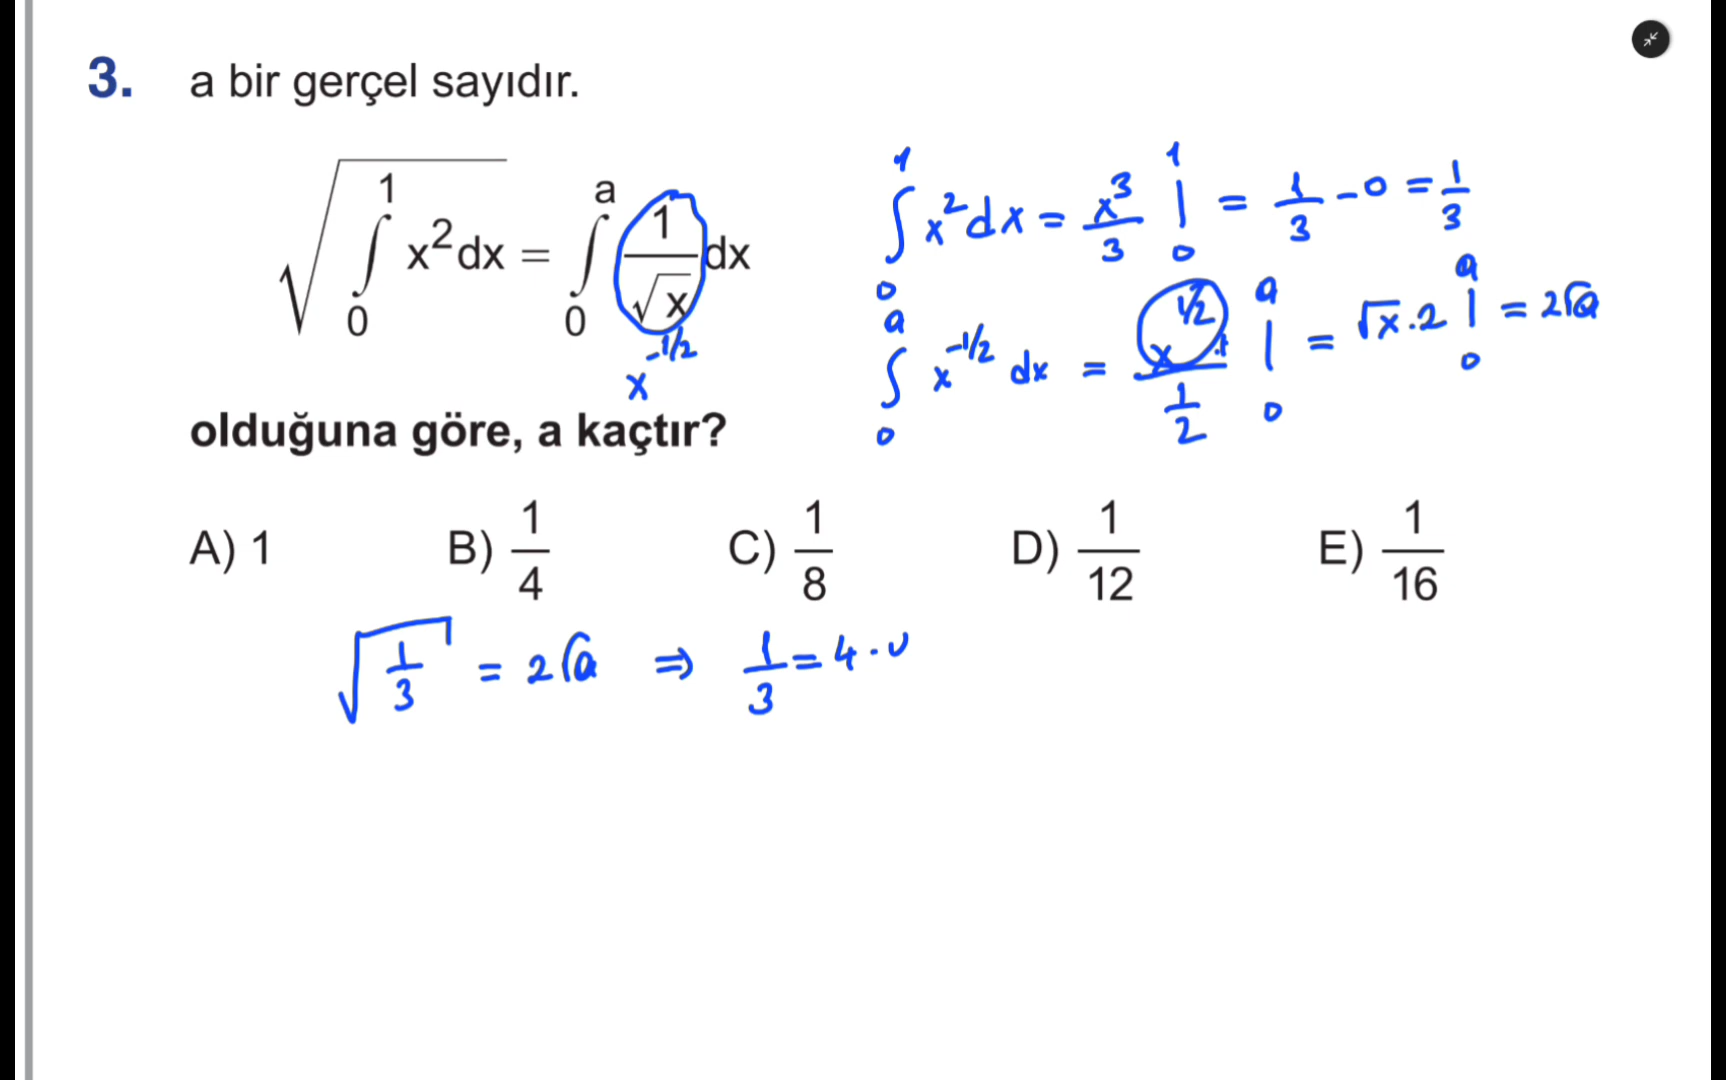 3. a bir gerçel sayıdır.
√(∫₀¹ x²dx) = ∫₀ᵃ (1/√x) dx
x^(-1/2)
∫₀¹ x²dx = x³/3 |₀¹ = 1/3 - 0 = 1/3
∫₀ᵃ x^(-1/2) dx = x^(1/2)/(1/2) |₀ᵃ = √x.2 |₀ᵃ = 2√a
olduğuna göre, a kaçtır?
A) 1 B) 1/4 C) 1/8 D) 1/12 E) 1/16
√(1/3) = 2√a ⇒ 1/3 = 4.